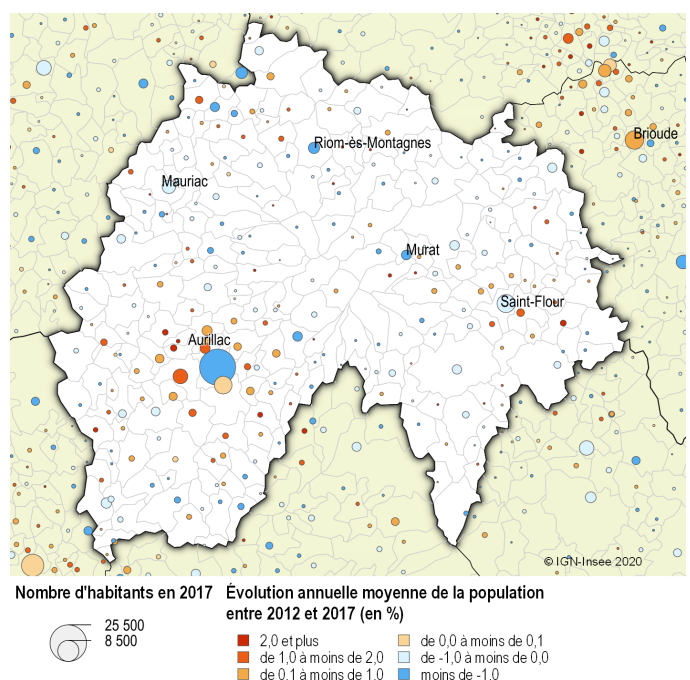 Brioude
Riom-ès-Montagnes
Mauriac
Murat
Saint-Flour
Aurillac
© IGN-Insee 2020
Nombre d'habitants en 2017
25 500
8 500
Évolution annuelle moyenne de la population
entre 2012 et 2017 (en %)
2,0 et plus
de 1,0 à moins de 2,0
de 0.1 à moins de 1.0
de 0,0 à moins de 0,1
de -1,0 à moins de 0,0
moins de -1.0